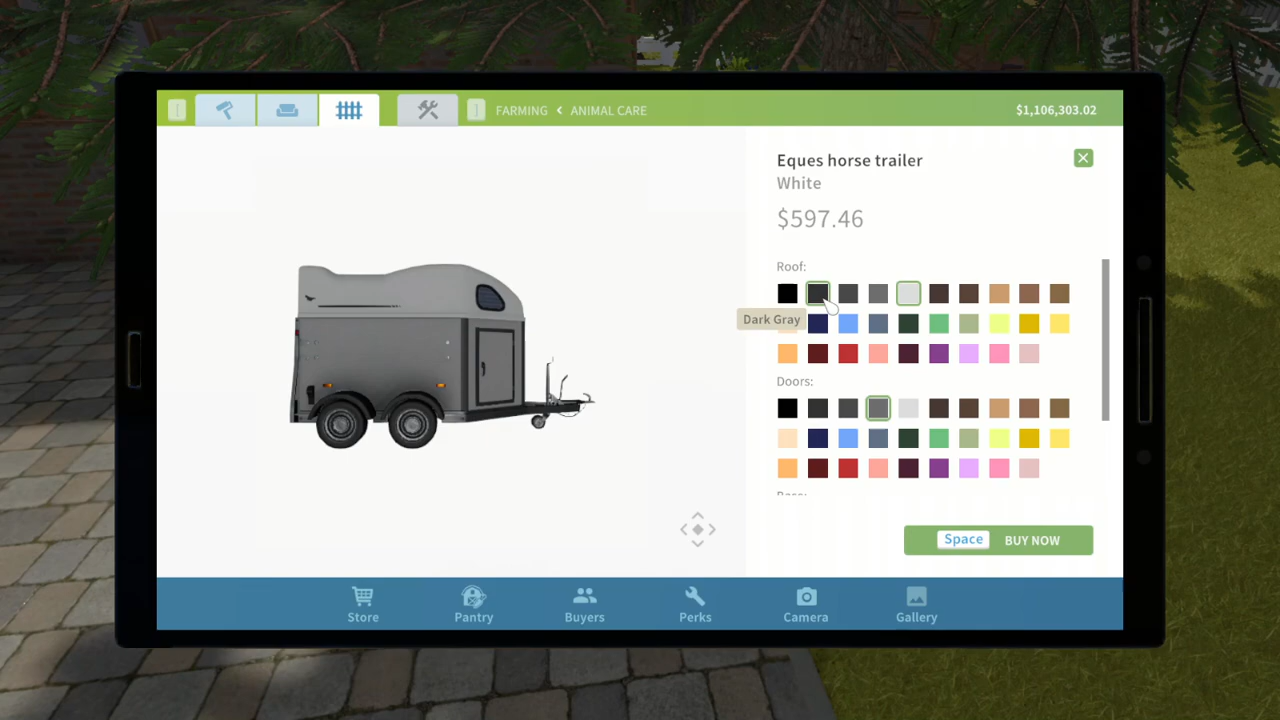 FARMING < ANIMAL CARE
$1,106,303.02
Eques horse trailer
White
$597.46
Roof:
Dark Gray
Doors:
Space BUY NOW
Store
Pantry
Buyers
Perks
Camera
Gallery